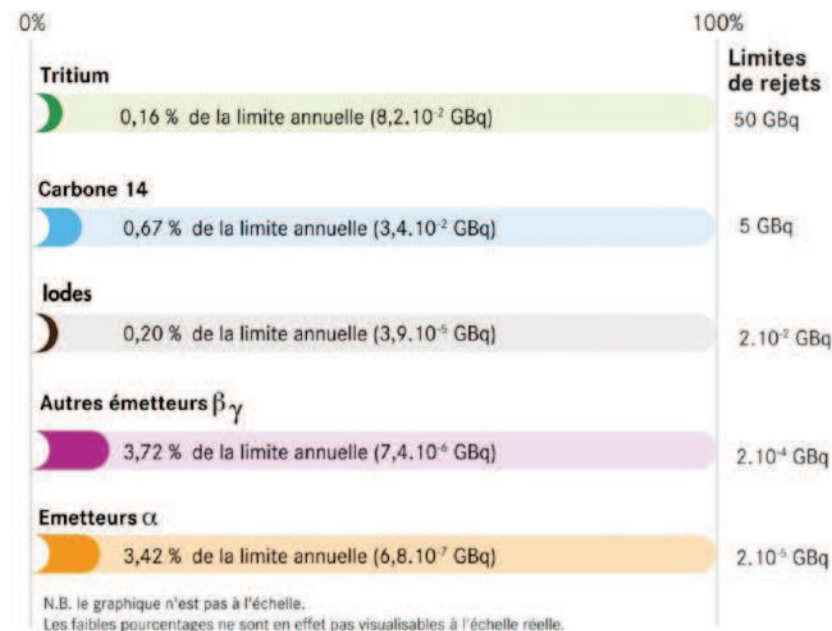 0% 100%
Limites
de rejets
Tritium
0,16 % de la limite annuelle (8,2.10⁻² GBq)
50 GBq
Carbone 14
0,67 % de la limite annuelle (3,4.10⁻² GBq)
5 GBq
Iodes
0,20 % de la limite annuelle (3,9.10⁻⁵ GBq)
2.10⁻² GBq
Autres émetteurs βγ
3,72 % de la limite annuelle (7,4.10⁻⁶ GBq)
2.10⁻⁴ GBq
Emetteurs α
3,42 % de la limite annuelle (6,8.10⁻⁷ GBq)
2.10⁻⁵ GBq
N.B. le graphique n'est pas à l'échelle.
Les faibles pourcentages ne sont en effet pas visualisables à l'échelle réelle.